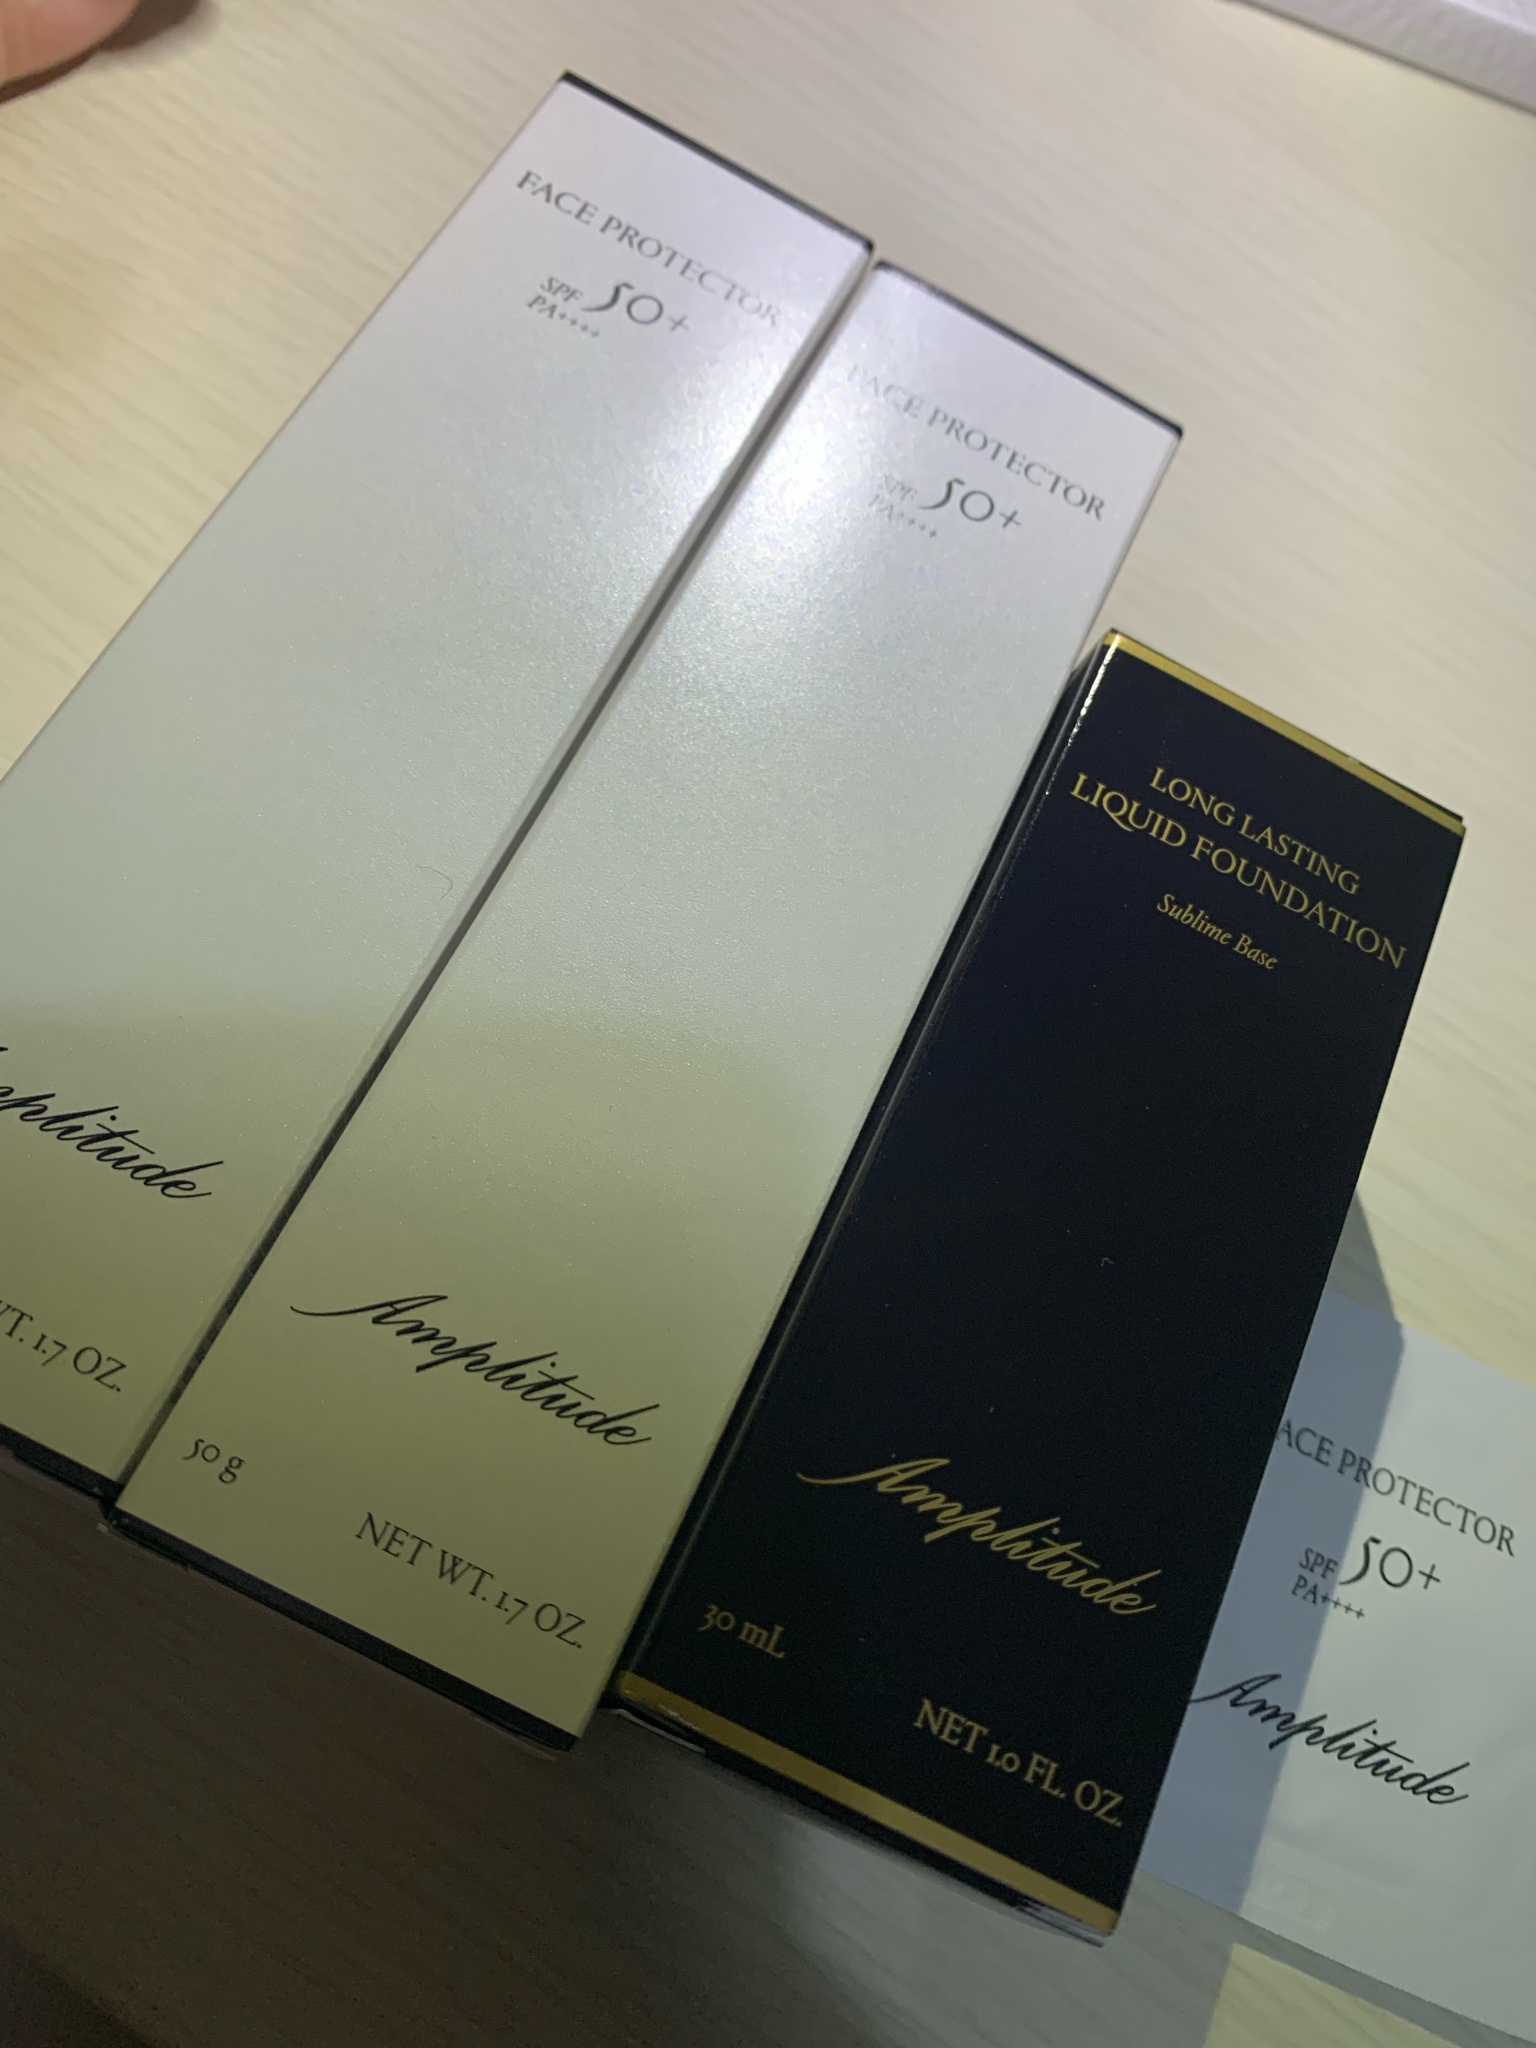 FACE PROTECTOR
SPF 50+
PA++++
WT. 1.7 OZ.
FACE PROTECTOR
SPF 50+
PA++++
Amplitude
50 g
NET WT. 1.7 OZ.
LONG LASTING
LIQUID FOUNDATION
Sublime Base
Amplitude
30 mL
NET 1.0 FL. OZ.
ACE PROTECTOR
SPF 50+
PA++++
Amplitude